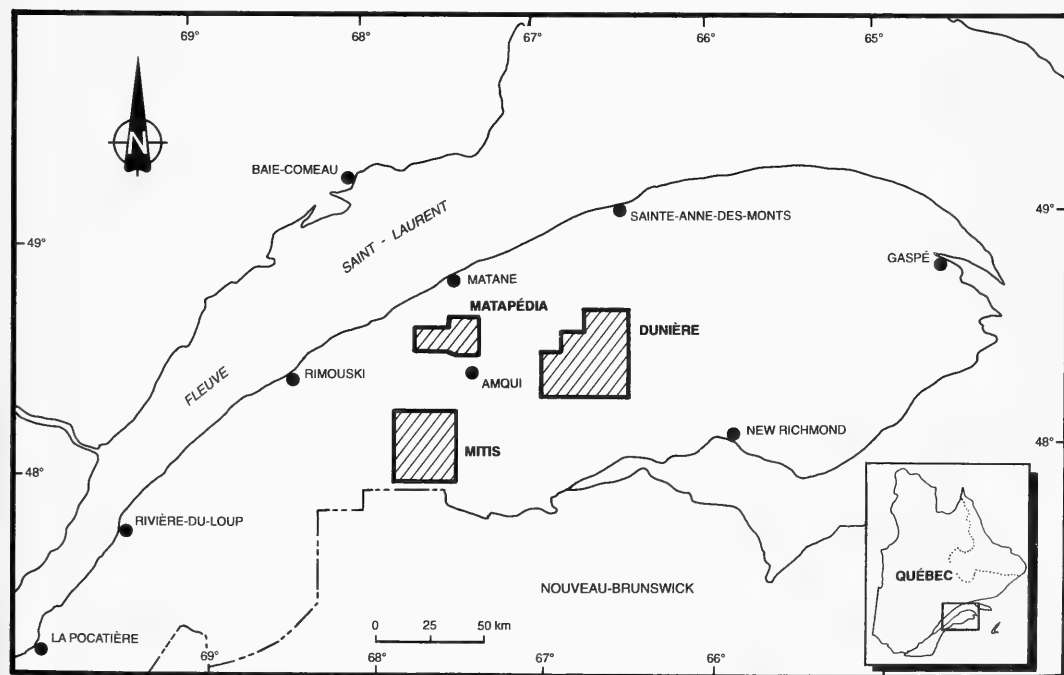 69°
68°
67°
66°
65°
N
BAIE-COMEAU
SAINT - LAURENT
FLEUVE
SAINTE-ANNE-DES-MONTS
49°
49°
GASPÉ
MATANE
MATAPÉDIA
DUNIÈRE
RIMOUSKI
AMQUI
NEW RICHMOND
48°
MITIS
48°
RIVIÈRE-DU-LOUP
QUÉBEC
NOUVEAU-BRUNSWICK
0 25 50 km
LA POCATIÈRE
69°
68°
67°
66°